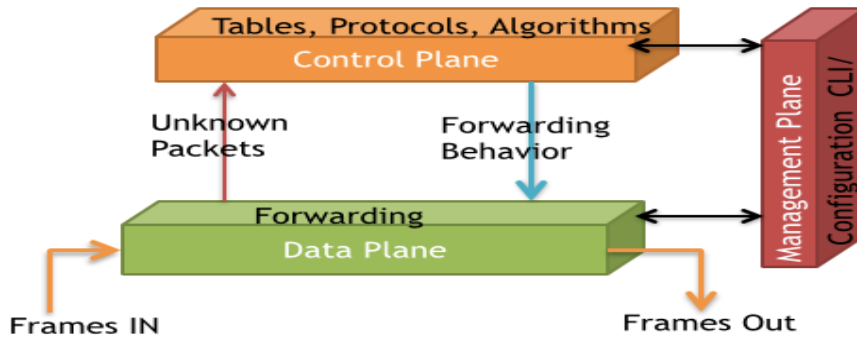 Tables, Protocols, Algorithms
Control Plane
Unknown
Packets
Forwarding
Behavior
Management Plane
Configuration CLI/
Forwarding
Data Plane
Frames IN
Frames Out